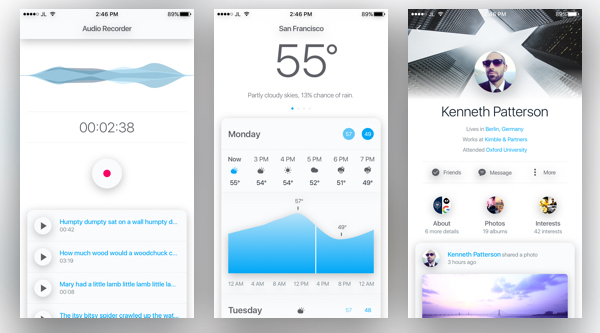 JL 2:46 PM 89%
Audio Recorder
00:02:38
Humpty dumpty sat on a wall humpty d...
00:42
How much wood would a woodchuck c...
03:19
Mary had a little lamb little lamb little la...
00:08
The itsy bitsy spider crawled up the wat...
JL 2:46 PM 89%
San Francisco
55°
Partly cloudy skies, 13% chance of rain.
Monday 57 49
Now 3 PM 4 PM 5 PM 6 PM 7 PM
55° 54° 54° 52° 51° 49°
57°
49°
12 AM 4 AM 8 AM 12 PM 4 PM 8 PM 12 AM
Tuesday 57 48
JL 2:46 PM 89%
Kenneth Patterson
Lives in Berlin, Germany
Works at Kimble & Partners
Attended Oxford University
Friends Message More
About Photos Interests
6 more details 19 albums 42 interests
Kenneth Patterson shared a photo
3 hours ago